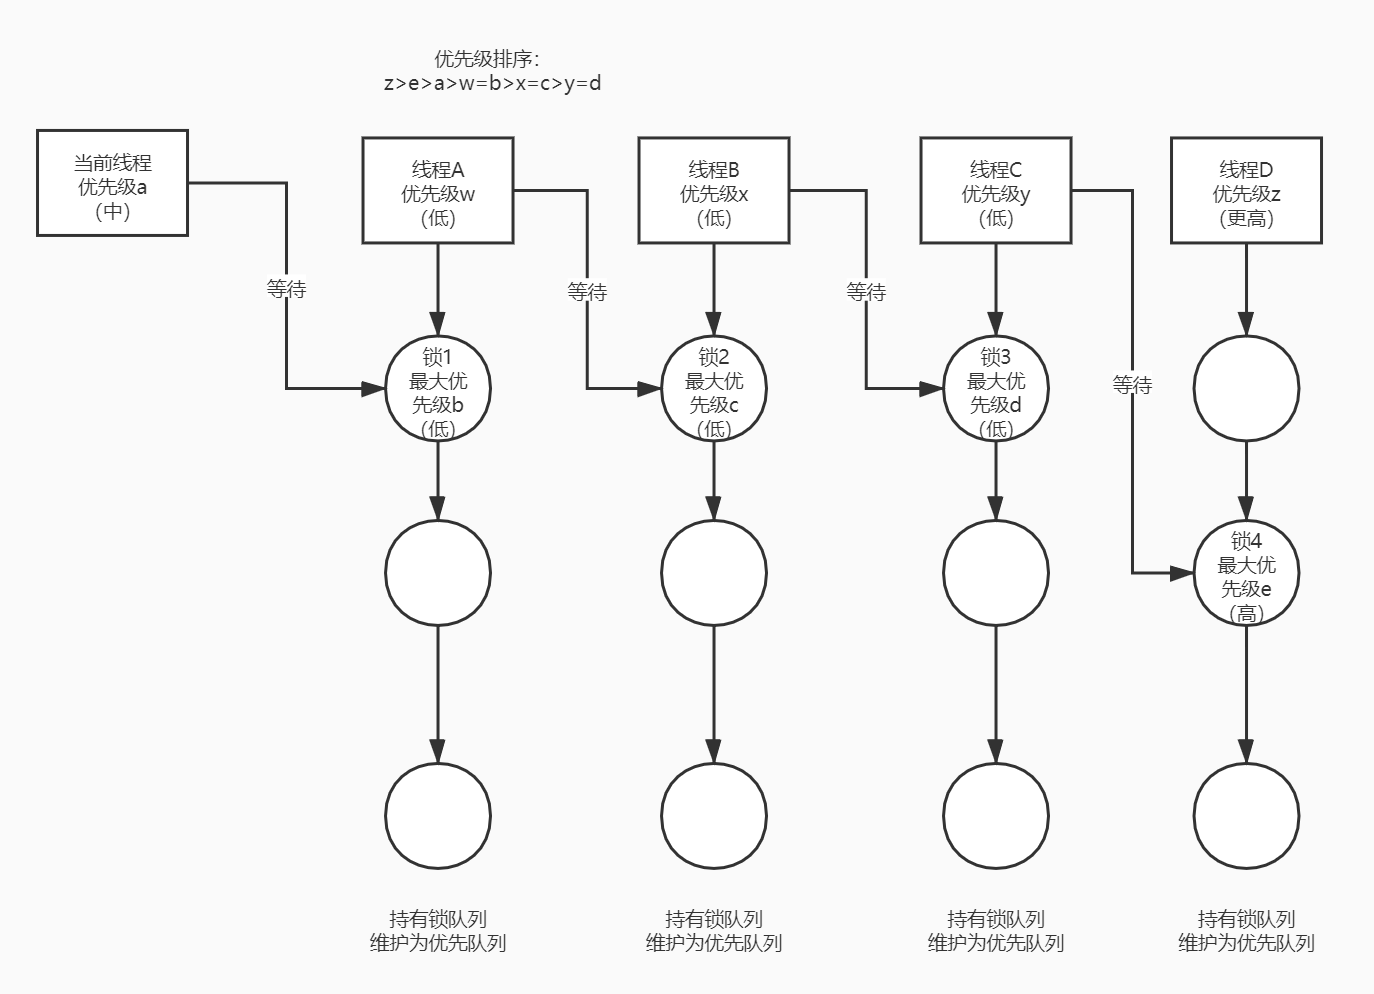 优先级排序：
z>e>a>w=b>x=c>y=d
当前线程
优先级a
（中）
线程A
优先级w
（低）
线程B
优先级x
（低）
线程C
优先级y
（低）
线程D
优先级z
（更高）
等待
等待
等待
等待
锁1
最大优
先级b
（低）
锁2
最大优
先级c
（低）
锁3
最大优
先级d
（低）
锁4
最大优
先级e
（高）
持有锁队列
维护为优先队列
持有锁队列
维护为优先队列
持有锁队列
维护为优先队列
持有锁队列
维护为优先队列